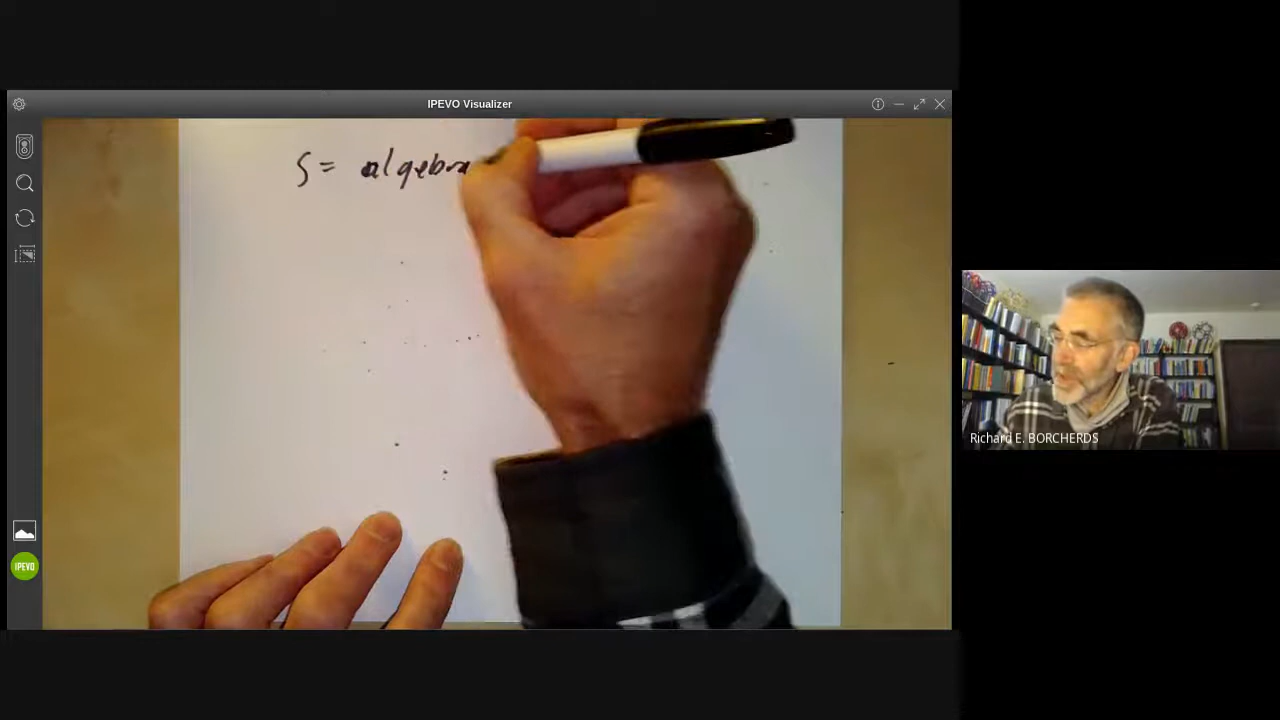 IPEVO Visualizer
S = algebra
IPEVO
Richard E. BORCHERDS